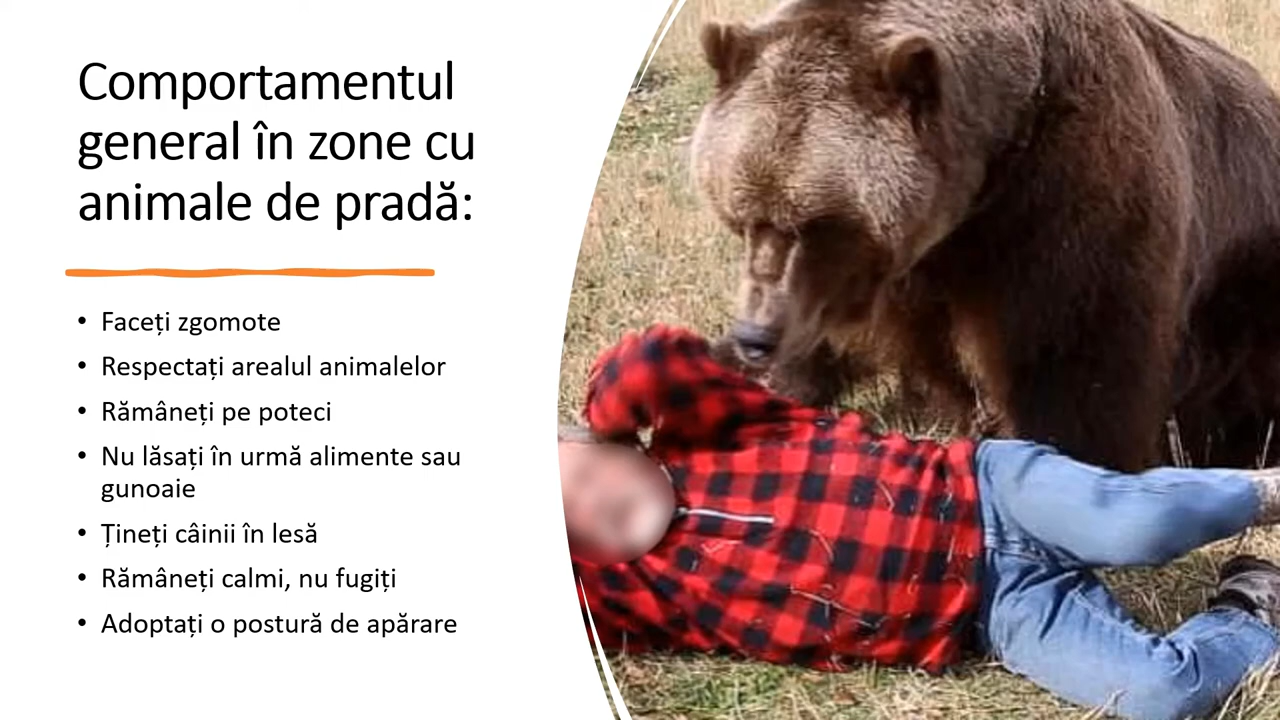 Comportamentul
general în zone cu
animale de pradă:
• Faceți zgomote
• Respectați arealul animalelor
• Rămâneți pe poteci
• Nu lăsați în urmă alimente sau
gunoaie
• Țineți câinii în lesă
• Rămâneți calmi, nu fugiți
• Adoptați o postură de apărare